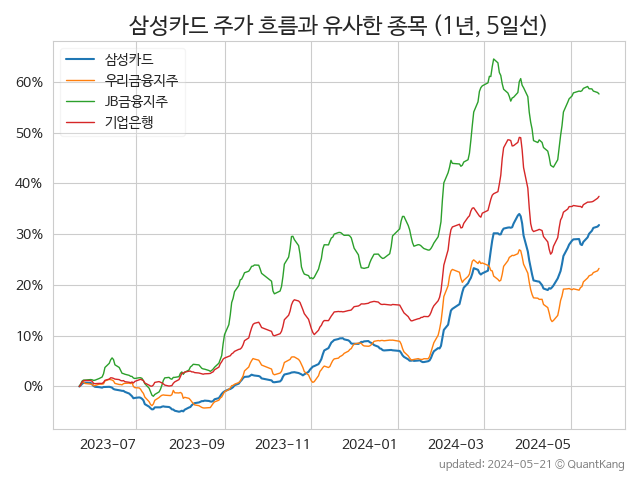 삼성카드 주가 흐름과 유사한 종목 (1년, 5일선)
삼성카드
우리금융지주
JB금융지주
기업은행
60%
50%
40%
30%
20%
10%
0%
2023-07
2023-09
2023-11
2024-01
2024-03
2024-05
updated: 2024-05-21 © QuantKang